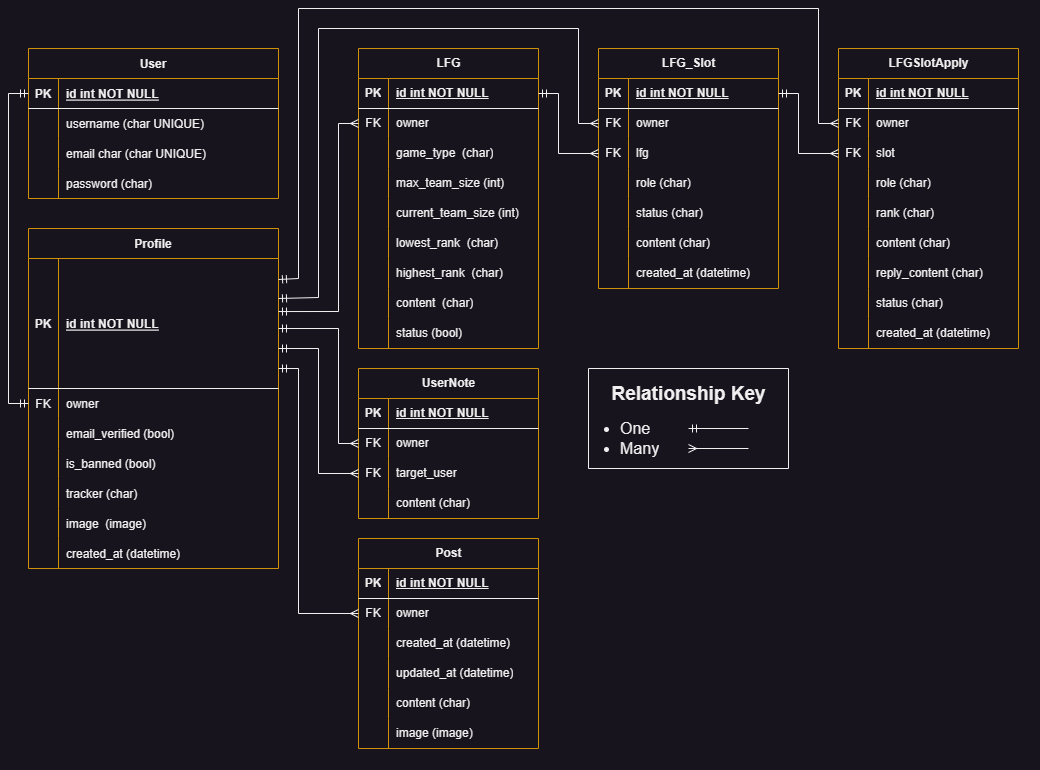 User
PK id int NOT NULL
username (char UNIQUE)
email char (char UNIQUE)
password (char)
Profile
PK id int NOT NULL
FK owner
email_verified (bool)
is_banned (bool)
tracker (char)
image  (image)
created_at (datetime)
LFG
PK id int NOT NULL
FK owner
game_type  (char)
max_team_size (int)
current_team_size (int)
lowest_rank  (char)
highest_rank  (char)
content  (char)
status (bool)
UserNote
PK id int NOT NULL
FK owner
FK target_user
content (char)
Post
PK id int NOT NULL
FK owner
created_at (datetime)
updated_at (datetime)
content (char)
image (image)
LFG_Slot
PK id int NOT NULL
FK owner
FK lfg
role (char)
status (char)
content (char)
created_at (datetime)
LFGSlotApply
PK id int NOT NULL
FK owner
FK slot
role (char)
rank (char)
content (char)
reply_content (char)
status (char)
created_at (datetime)
Relationship Key
• One
• Many